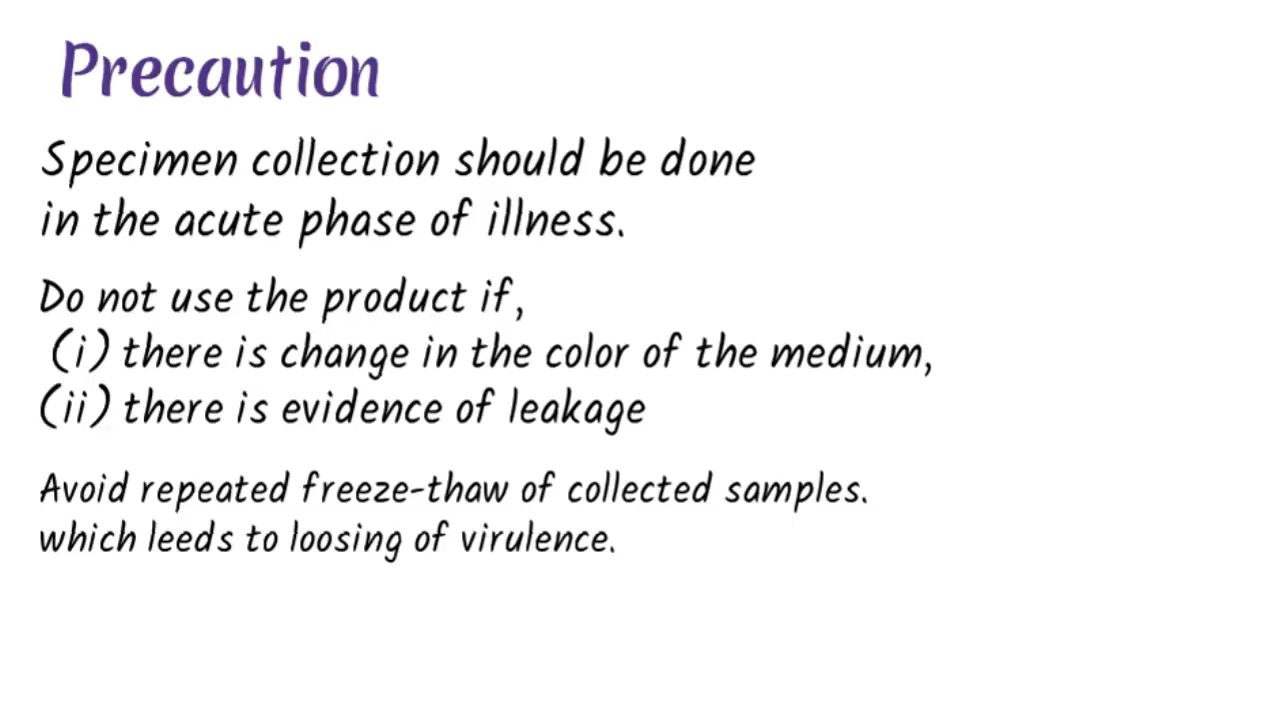 Precaution
Specimen collection should be done
in the acute phase of illness.
Do not use the product if,
(i) there is change in the color of the medium,
(ii) there is evidence of leakage
Avoid repeated freeze-thaw of collected samples.
which leeds to loosing of virulence.